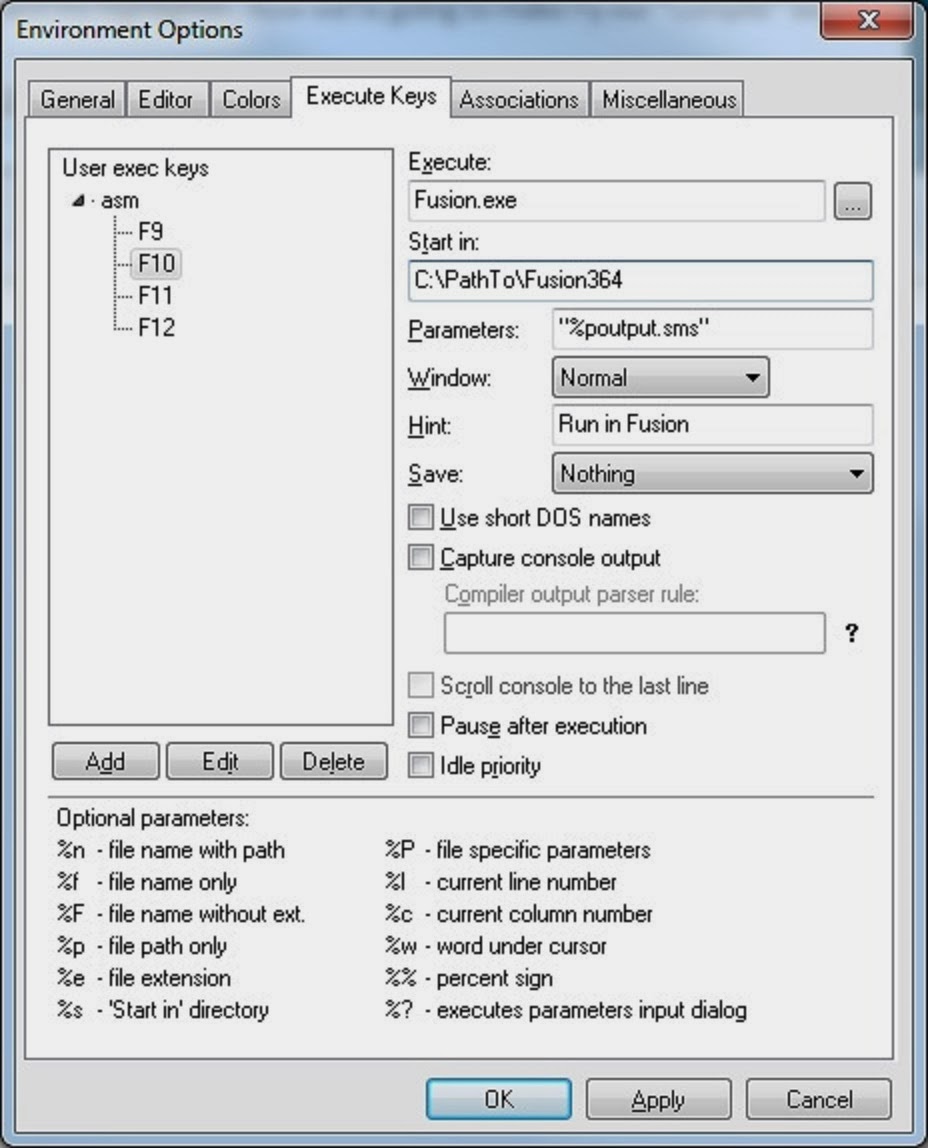 Environment Options
General Editor Colors Execute Keys Associations Miscellaneous
User exec keys
asm
F9
F10
F11
F12
Add Edit Delete
Execute:
Fusion.exe
...
Start in:
C:\PathTo\Fusion364
Parameters: "%poutput.sms"
Window: Normal
Hint: Run in Fusion
Save: Nothing
Use short DOS names
Capture console output
Compiler output parser rule:
?
Scroll console to the last line
Pause after execution
Idle priority
Optional parameters:
%n - file name with path
%f - file name only
%F - file name without ext.
%p - file path only
%e - file extension
%s - 'Start in' directory
%P - file specific parameters
%l - current line number
%c - current column number
%w - word under cursor
%% - percent sign
%? - executes parameters input dialog
OK Apply Cancel